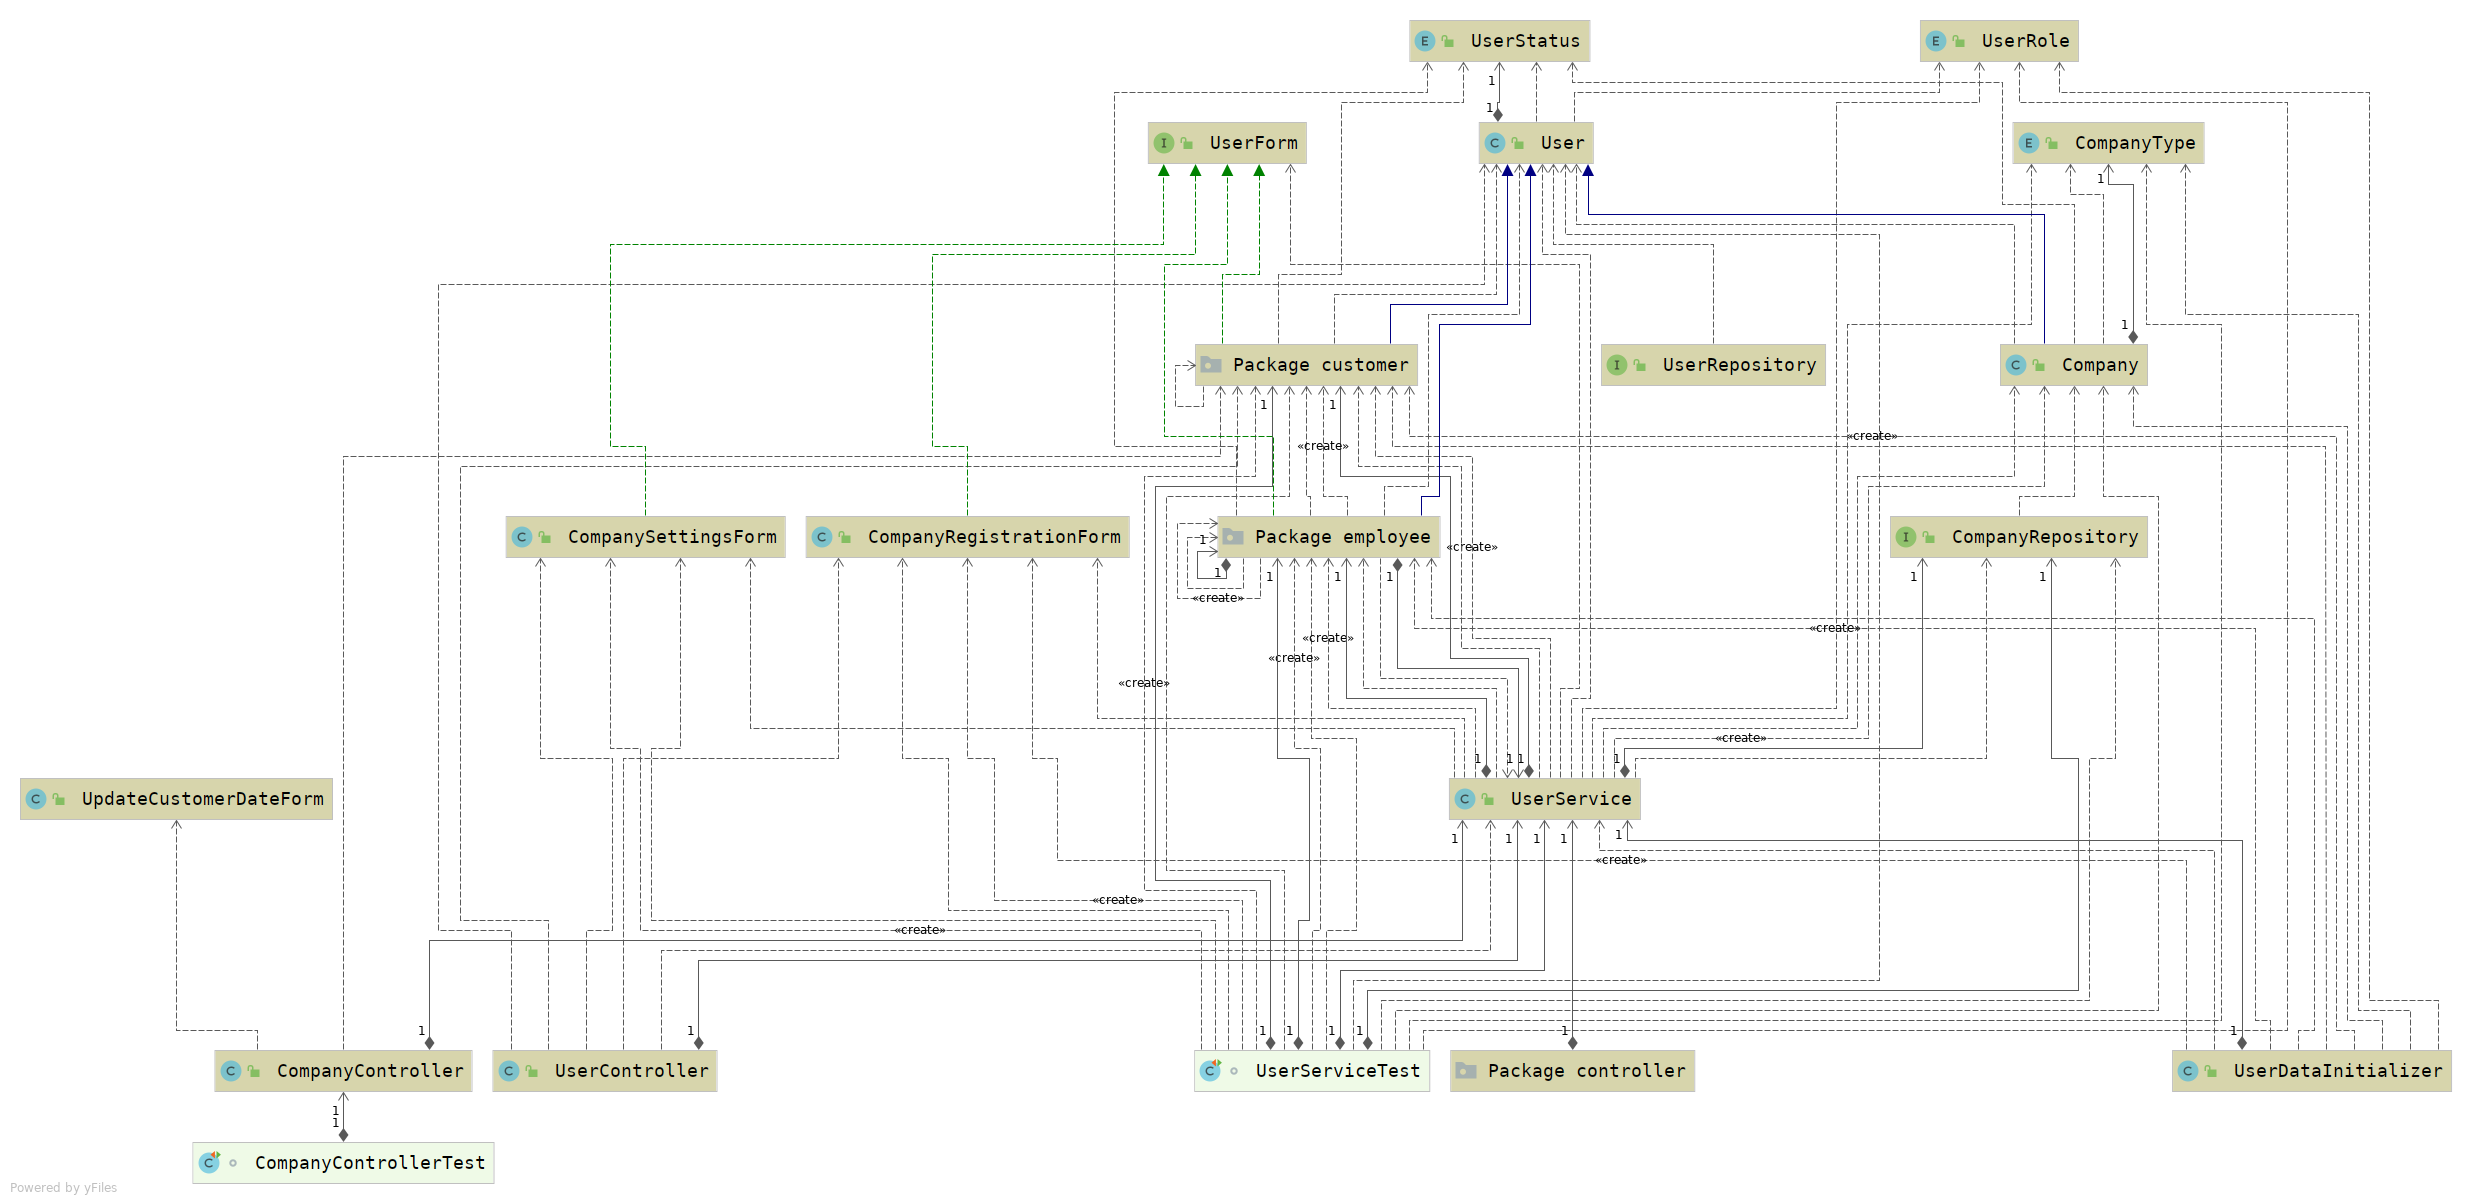 E UserStatus
E UserRole
1
1
I UserForm
C User
E CompanyType
1
1
Package customer
I UserRepository
C Company
1
1
«create»
«create»
C CompanySettingsForm
C CompanyRegistrationForm
Package employee
I CompanyRepository
1
«create»
1
1
1
1
1
1
«create»
«create»
«create»
«create»
«create»
«create»
1
1
1
1
C UpdateCustomerDateForm
C UserService
1
1
1
1
1
«create»
«create»
«create»
1
1
1
1
1
1
1
1
C CompanyController
C UserController
C UserServiceTest
Package controller
C UserDataInitializer
1
1
C CompanyControllerTest
Powered by yFiles